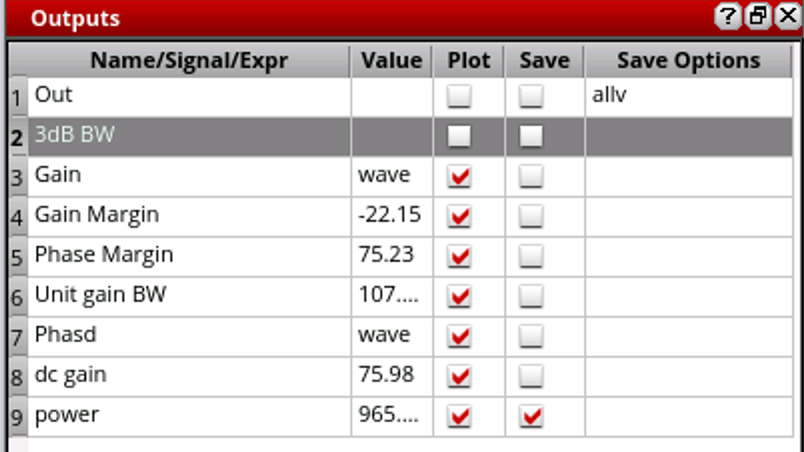 Outputs
Name/Signal/Expr Value Plot Save Save Options
1 Out allv
2 3dB BW
3 Gain wave
4 Gain Margin -22.15
5 Phase Margin 75.23
6 Unit gain BW 107....
7 Phasd wave
8 dc gain 75.98
9 power 965....